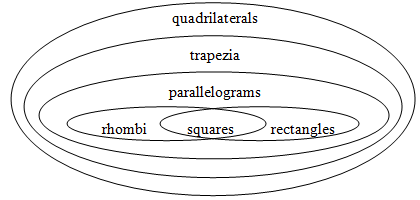 quadrilaterals
trapezia
parallelograms
rhombi squares rectangles